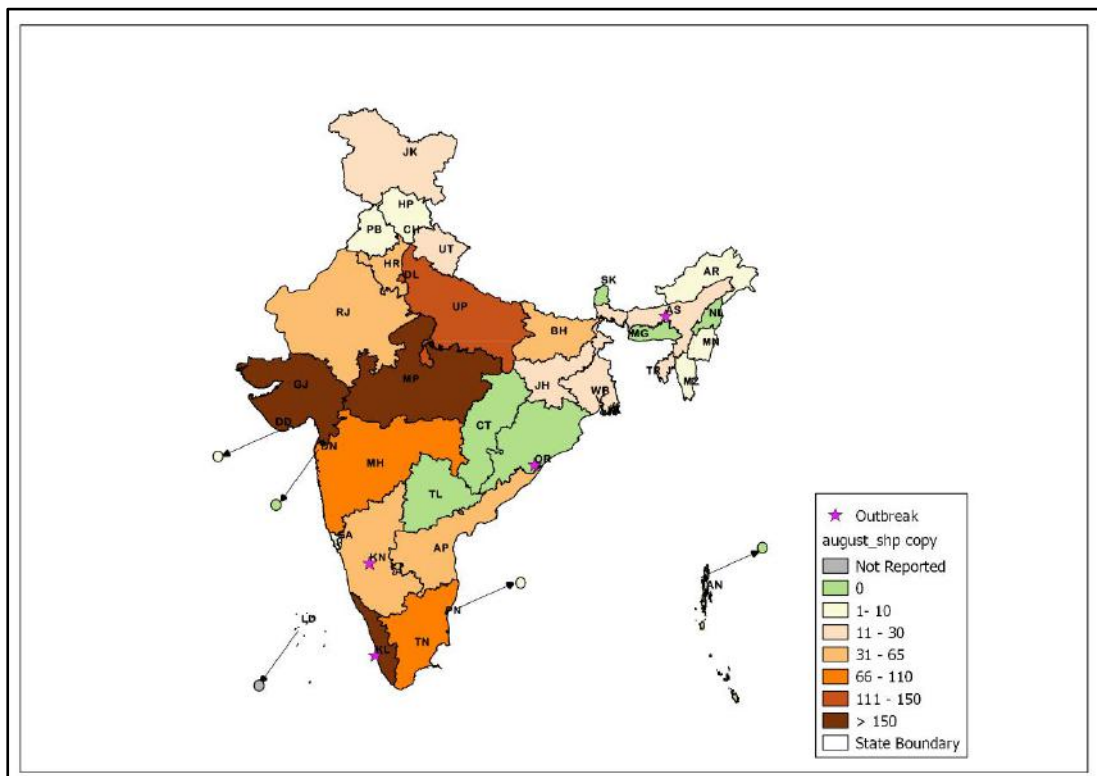 JK
HP
PB
CH
UT
HR
DL
AR
SK
RJ
UP
AS
BH
NL
MG
MN
GJ
MP
JH
WB
TR
MZ
DD
CT
DN
MH
OR
TL
AP
KN
AN
PN
LD
TN
KL
Outbreak
august_shp copy
Not Reported
0
1- 10
11 - 30
31 - 65
66 - 110
111 - 150
> 150
State Boundary